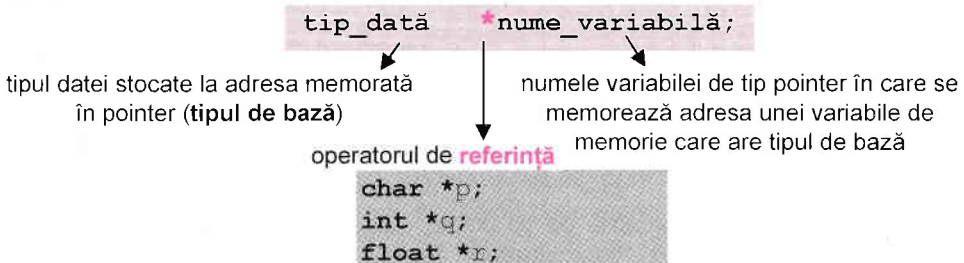 tip_dată *nume_variabilă;
tipul datei stocate la adresa memorată
în pointer (tipul de bază)
numele variabilei de tip pointer în care se
memorează adresa unei variabile de
memorie care are tipul de bază
operatorul de referință
char *p;
int *q;
float *r;